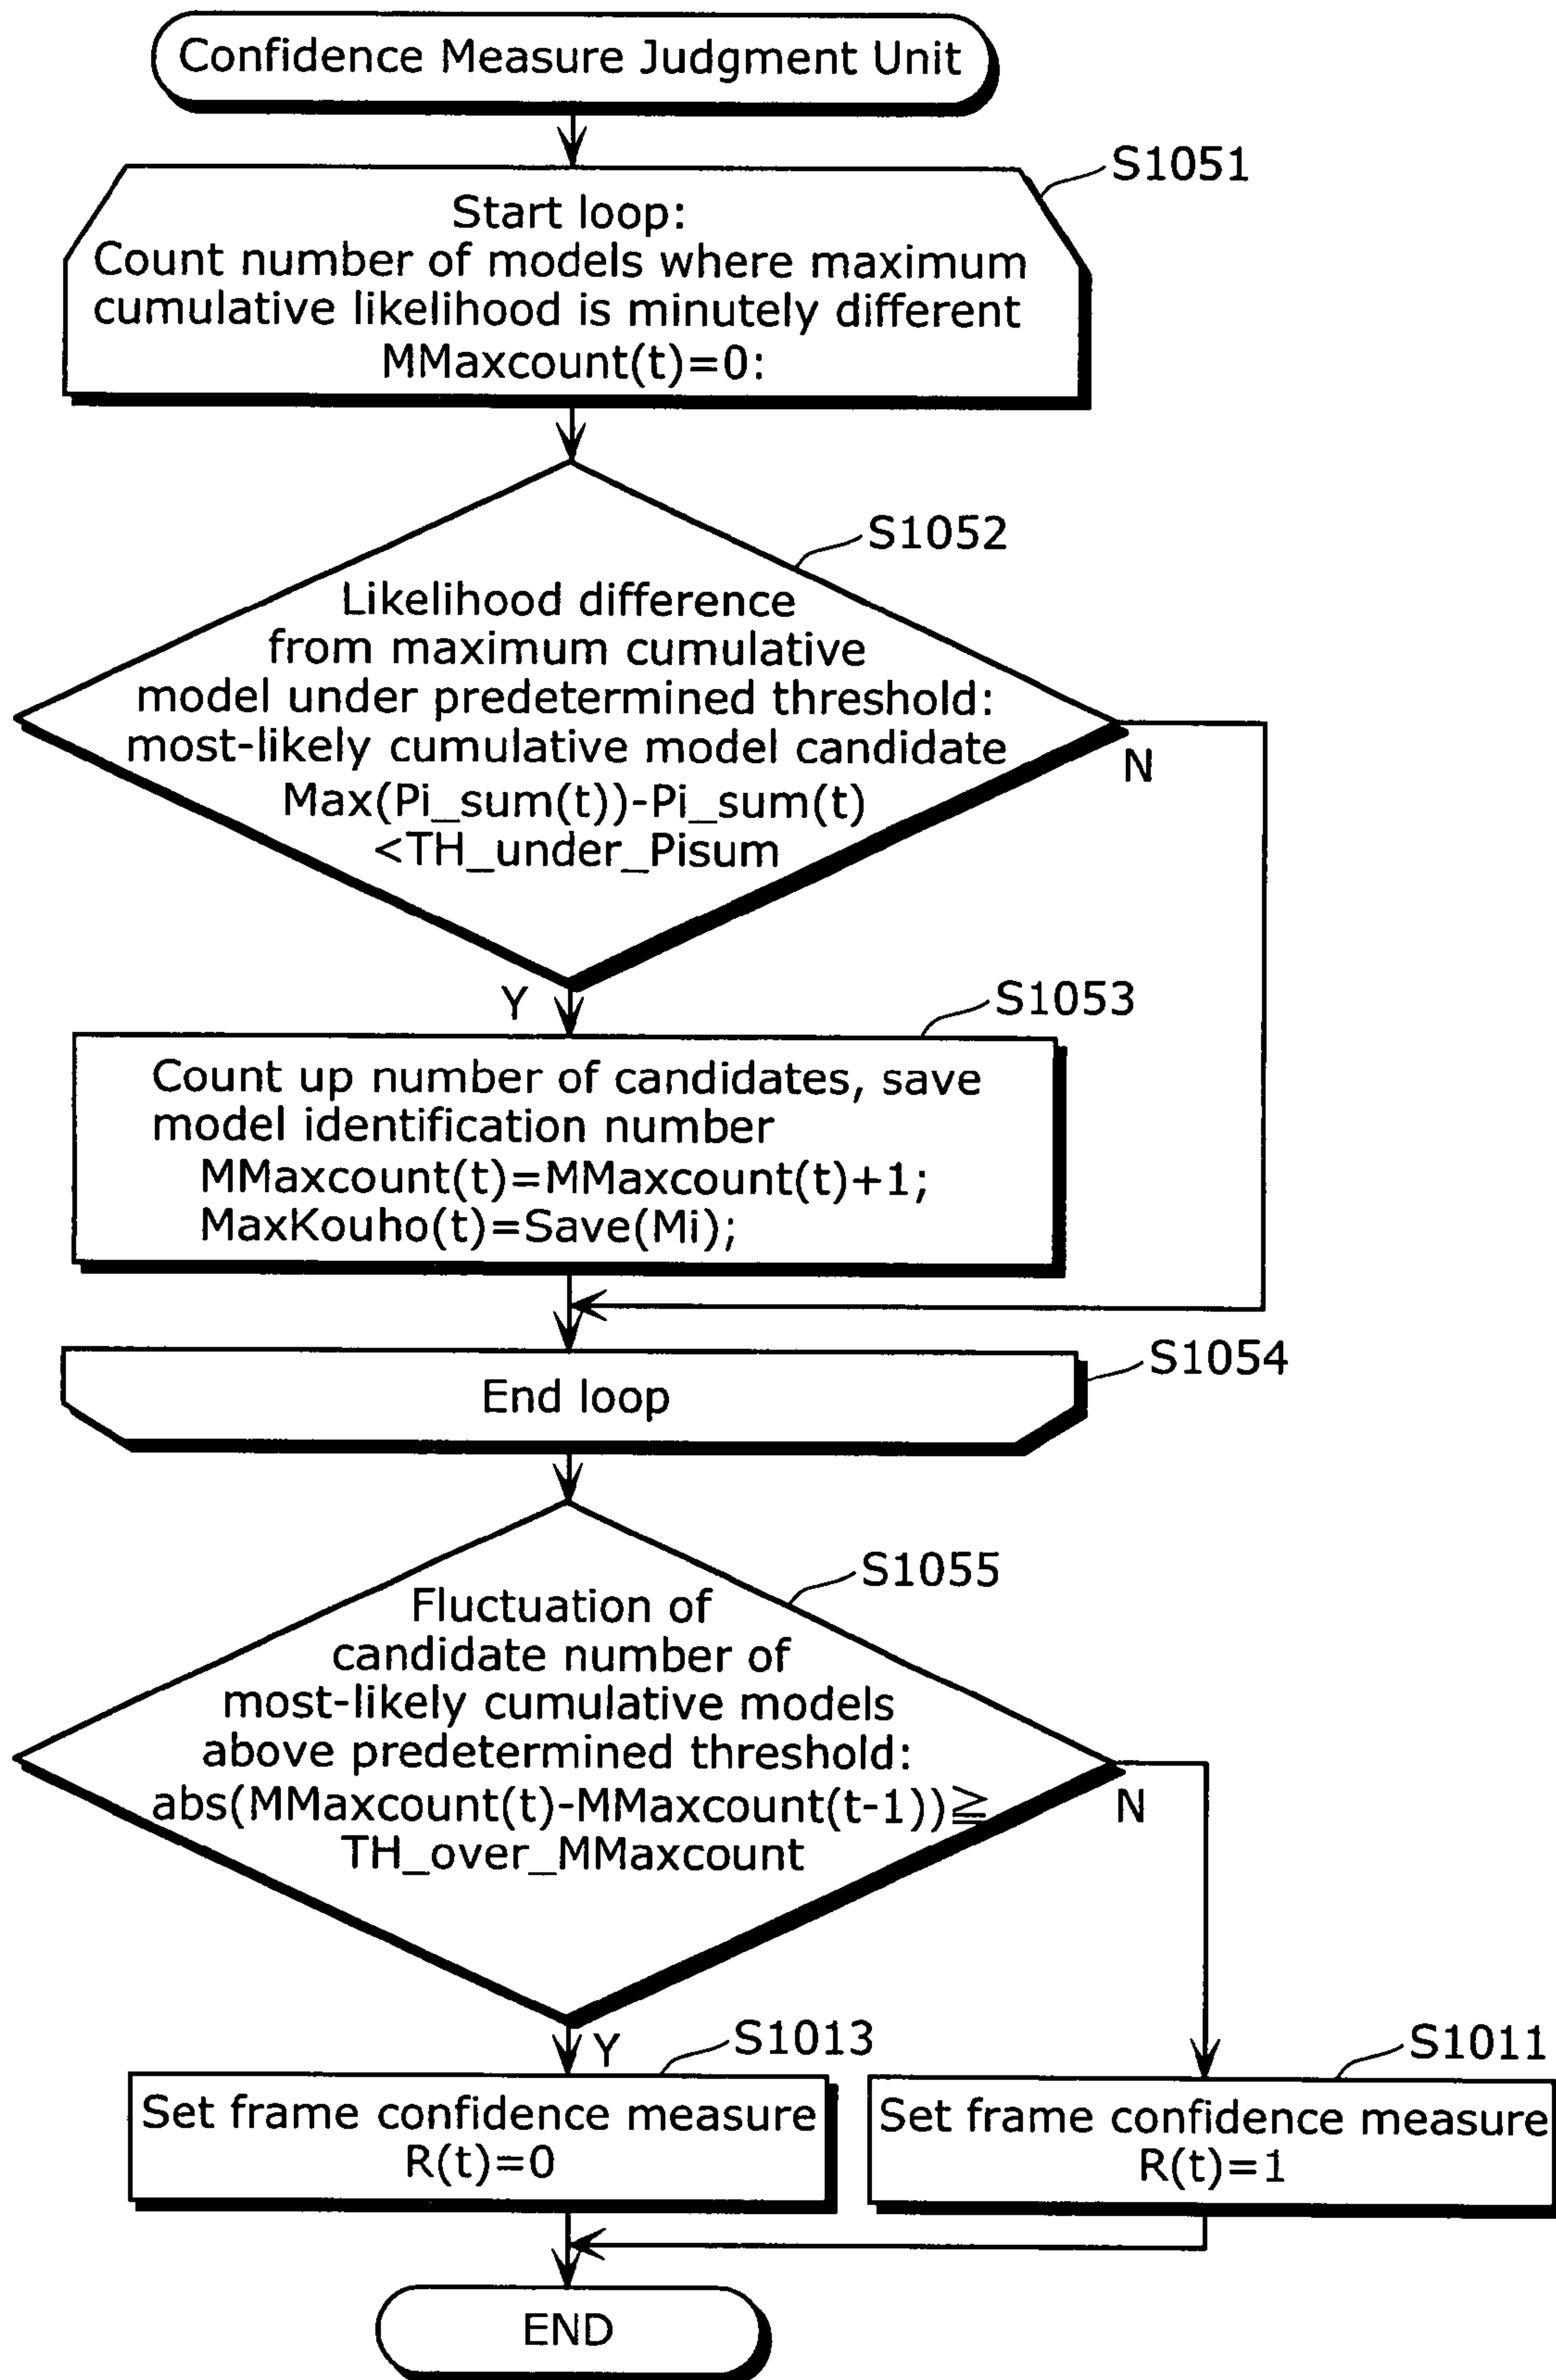 Confidence Measure Judgment Unit
S1051
Start loop:
Count number of models where maximum
cumulative likelihood is minutely different
MMaxcount(t)=0:
S1052
Likelihood difference
from maximum cumulative
model under predetermined threshold:
most-likely cumulative model candidate
Max(Pi_sum(t))-Pi_sum(t)
<TH_under_Pisum
N
Y
S1053
Count up number of candidates, save
model identification number
MMaxcount(t)=MMaxcount(t)+1;
MaxKouho(t)=Save(Mi);
S1054
End loop
S1055
Fluctuation of
candidate number of
most-likely cumulative models
above predetermined threshold:
abs(MMaxcount(t)-MMaxcount(t-1))≧
TH_over_MMaxcount
N
Y
S1013
Set frame confidence measure
R(t)=0
S1011
Set frame confidence measure
R(t)=1
END